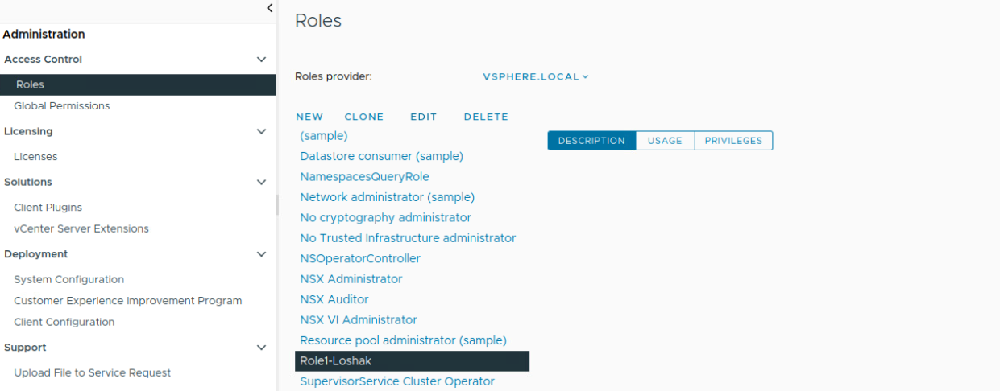 Administration
Access Control
Roles
Global Permissions
Licensing
Licenses
Solutions
Client Plugins
vCenter Server Extensions
Deployment
System Configuration
Customer Experience Improvement Program
Client Configuration
Support
Upload File to Service Request
Roles
Roles provider: VSPHERE.LOCAL
NEW CLONE EDIT DELETE
(sample)
Datastore consumer (sample)
NamespacesQueryRole
Network administrator (sample)
No cryptography administrator
No Trusted Infrastructure administrator
NSOperatorController
NSX Administrator
NSX Auditor
NSX VI Administrator
Resource pool administrator (sample)
Role1-Loshak
SupervisorService Cluster Operator
DESCRIPTION USAGE PRIVILEGES